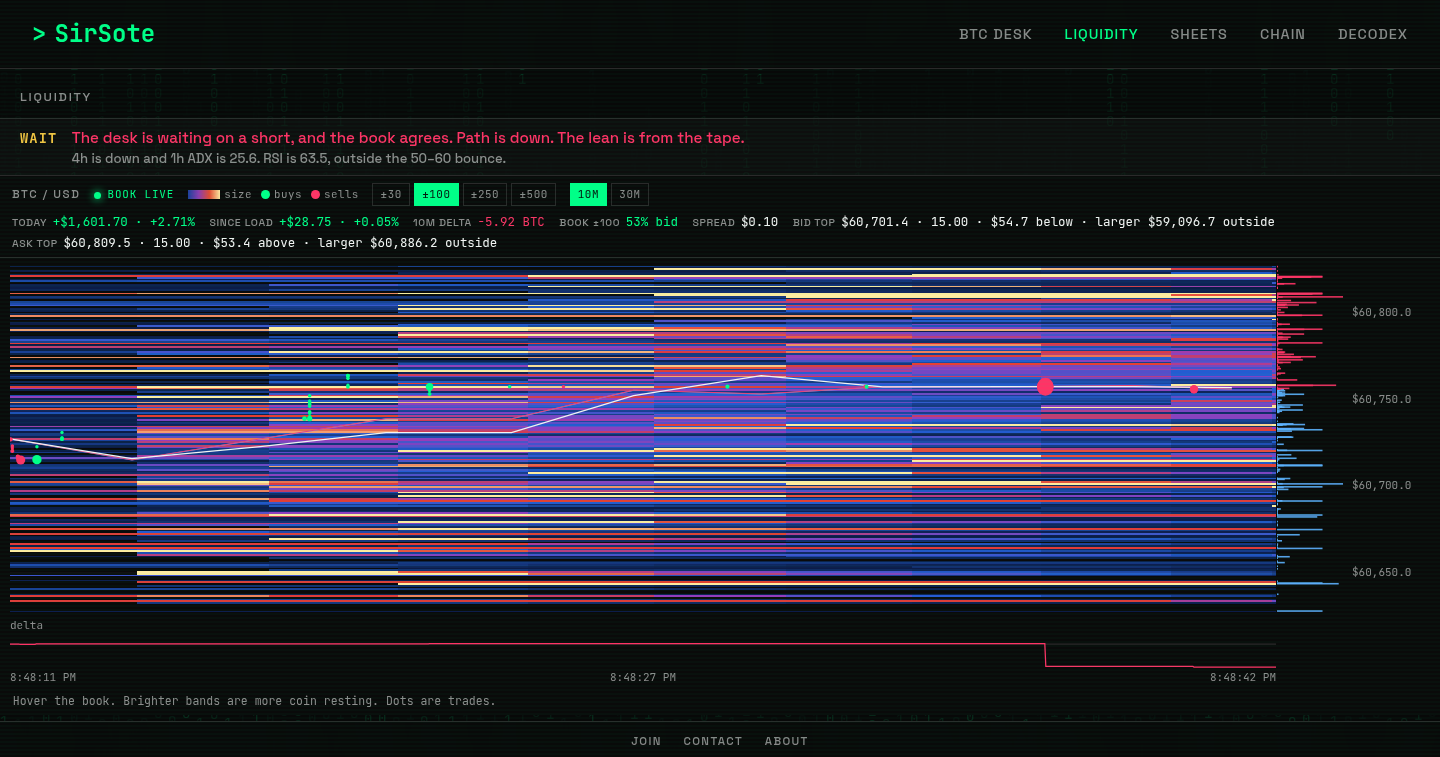 > SirSote
BTC DESK LIQUIDITY SHEETS CHAIN DECODEX
LIQUIDITY
WAIT The desk is waiting on a short, and the book agrees. Path is down. The lean is from the tape.
4h is down and 1h ADX is 25.6. RSI is 63.5, outside the 50–60 bounce.
BTC / USD BOOK LIVE size buys sells ±30 ±100 ±250 ±500 10M 30M
TODAY +$1,601.70 · +2.71% SINCE LOAD +$28.75 · +0.05% 10M DELTA -5.92 BTC BOOK ±100 53% bid SPREAD $0.10 BID TOP $60,701.4 · 15.00 · $54.7 below · larger $59,096.7 outside
ASK TOP $60,809.5 · 15.00 · $53.4 above · larger $60,886.2 outside
$60,800.0
$60,750.0
$60,700.0
$60,650.0
delta
8:48:11 PM 8:48:27 PM 8:48:42 PM
Hover the book. Brighter bands are more coin resting. Dots are trades.
JOIN CONTACT ABOUT